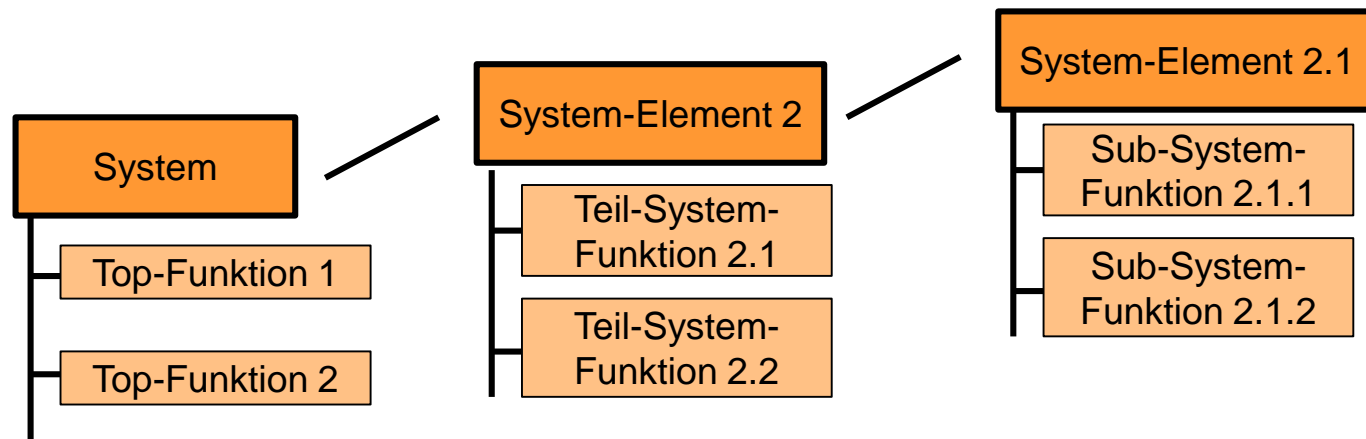 System
Top-Funktion 1
Top-Funktion 2
System-Element 2
Teil-System-
Funktion 2.1
Teil-System-
Funktion 2.2
System-Element 2.1
Sub-System-
Funktion 2.1.1
Sub-System-
Funktion 2.1.2